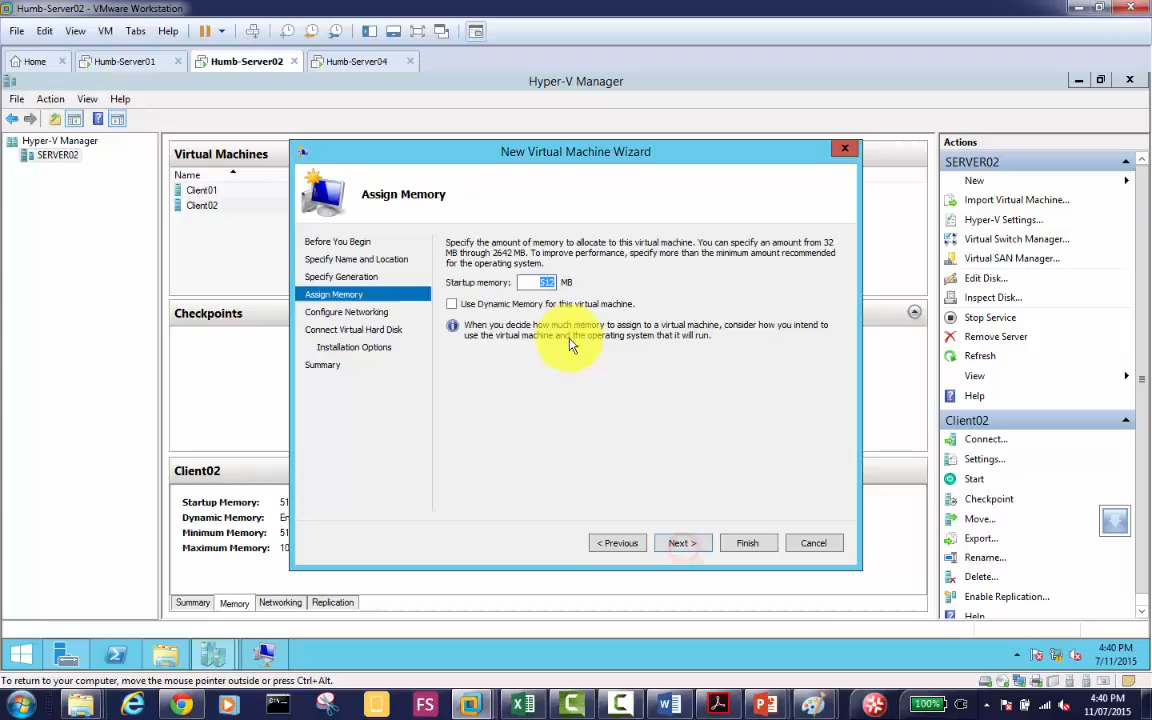 Humb-Server02 - VMware Workstation
File Edit View VM Tabs Help
Home Humb-Server01 Humb-Server02 Humb-Server04
Hyper-V Manager
File Action View Help
Hyper-V Manager
SERVER02
Virtual Machines
Name
Client01
Client02
Checkpoints
Client02
Startup Memory: 51
Dynamic Memory: En
Minimum Memory: 51
Maximum Memory: 10
Summary Memory Networking Replication
New Virtual Machine Wizard
Assign Memory
Before You Begin
Specify Name and Location
Specify Generation
Assign Memory
Configure Networking
Connect Virtual Hard Disk
Installation Options
Summary
Specify the amount of memory to allocate to this virtual machine. You can specify an amount from 32
MB through 2642 MB. To improve performance, specify more than the minimum amount recommended
for the operating system.
Startup memory: 512 MB
Use Dynamic Memory for this virtual machine.
When you decide how much memory to assign to a virtual machine, consider how you intend to
use the virtual machine and the operating system that it will run.
< Previous Next > Finish Cancel
Actions
SERVER02
New
Import Virtual Machine...
Hyper-V Settings...
Virtual Switch Manager...
Virtual SAN Manager...
Edit Disk...
Inspect Disk...
Stop Service
Remove Server
Refresh
View
Help
Client02
Connect...
Settings...
Start
Checkpoint
Move...
Export...
Rename...
Delete...
Enable Replication...
Help
4:40 PM
7/11/2015
To return to your computer, move the mouse pointer outside or press Ctrl+Alt.
FS
100%
4:40 PM
11/07/2015